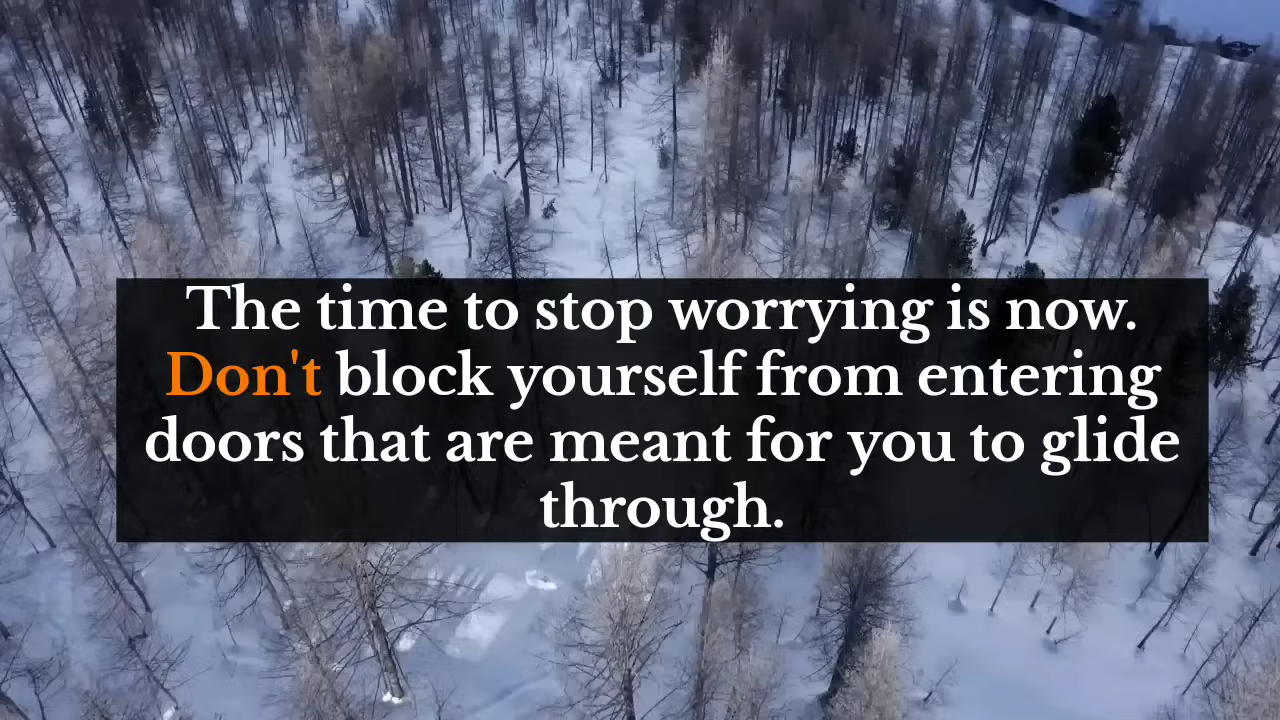 The time to stop worrying is now.
Don't block yourself from entering
doors that are meant for you to glide
through.